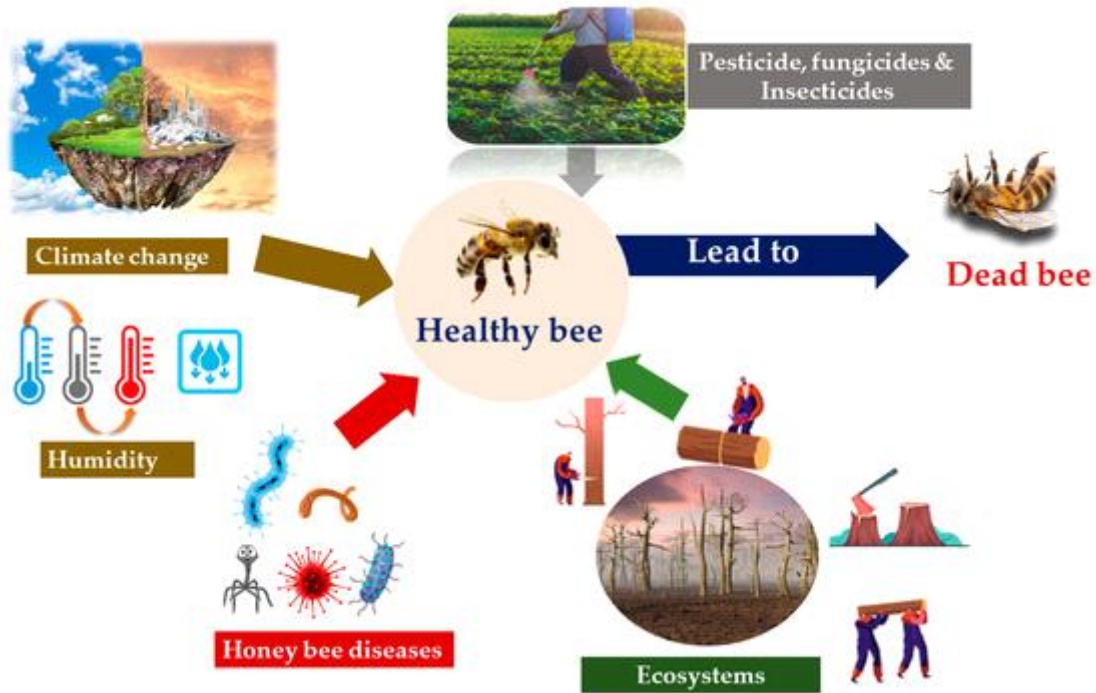 Pesticide, fungicides &
Insecticides
Climate change
Lead to
Dead bee
Healthy bee
Humidity
Honey bee diseases
Ecosystems